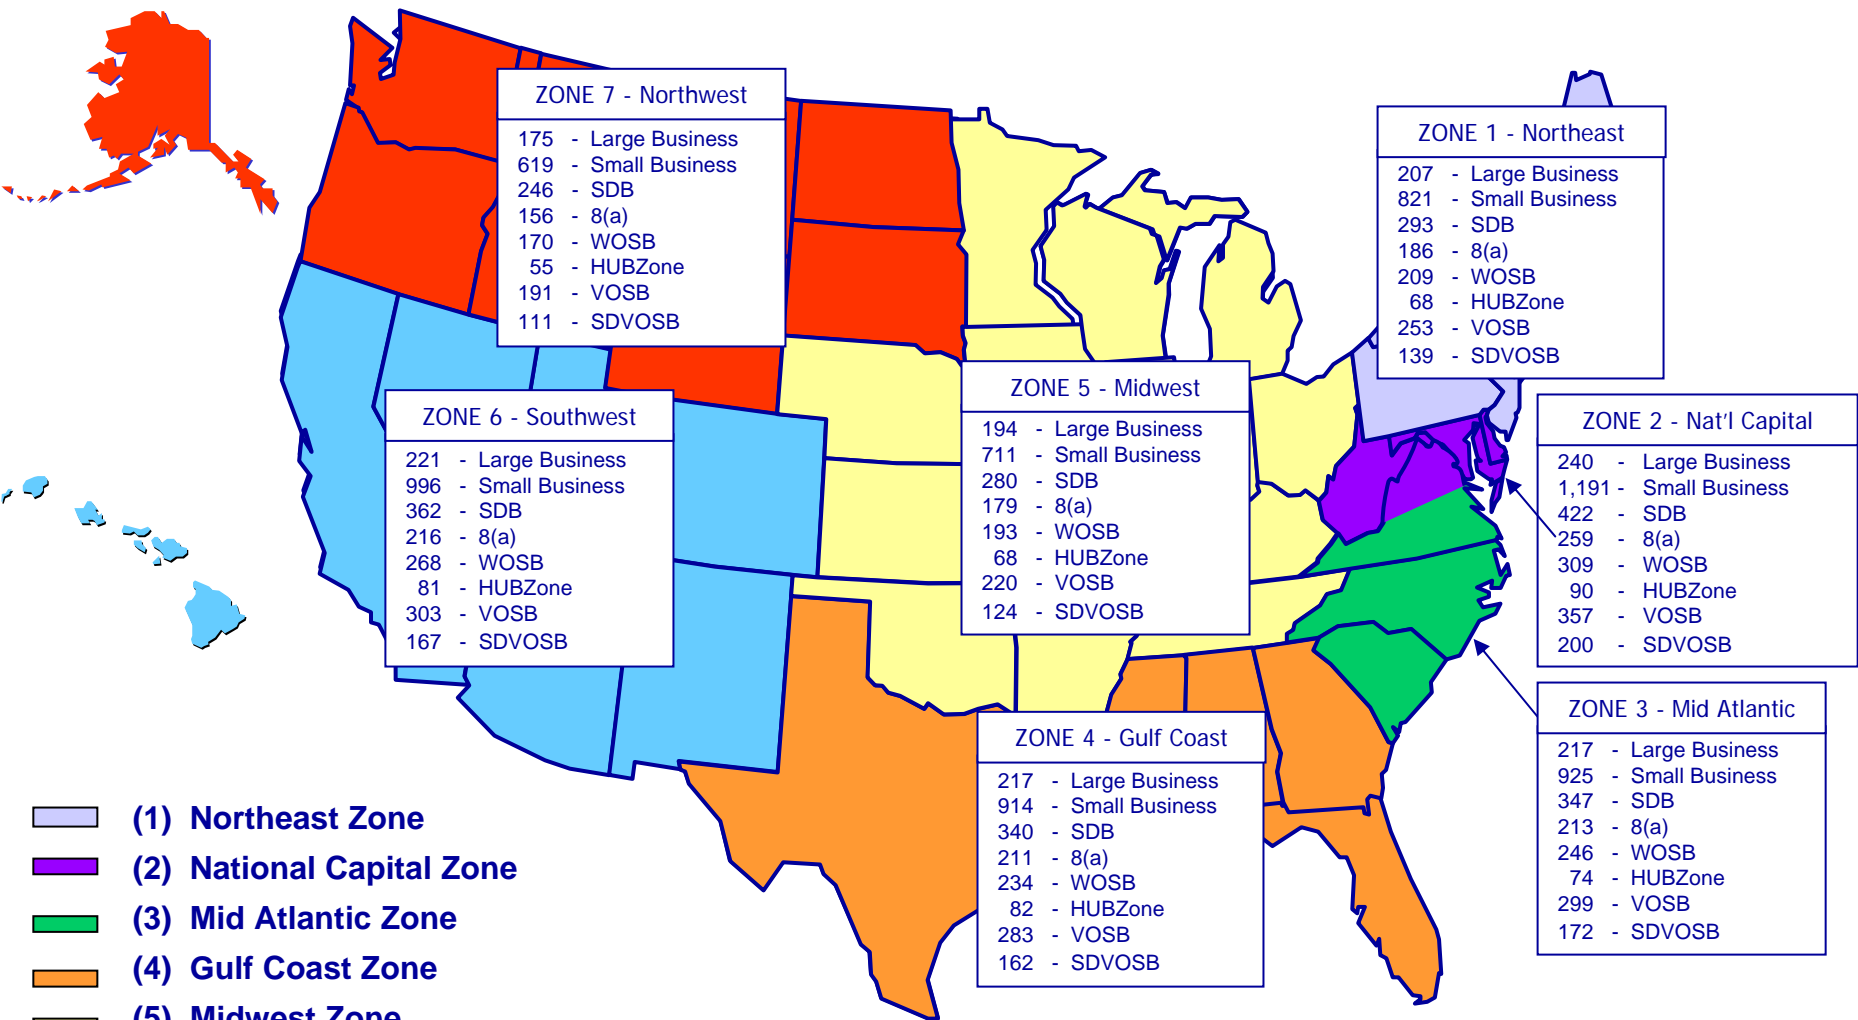 ZONE 7 - Northwest
175 - Large Business
619 - Small Business
246 - SDB
156 - 8(a)
170 - WOSB
55 - HUBZone
191 - VOSB
111 - SDVOSB
ZONE 1 - Northeast
207 - Large Business
821 - Small Business
293 - SDB
186 - 8(a)
209 - WOSB
68 - HUBZone
253 - VOSB
139 - SDVOSB
ZONE 6 - Southwest
221 - Large Business
996 - Small Business
362 - SDB
216 - 8(a)
268 - WOSB
81 - HUBZone
303 - VOSB
167 - SDVOSB
ZONE 5 - Midwest
194 - Large Business
711 - Small Business
280 - SDB
179 - 8(a)
193 - WOSB
68 - HUBZone
220 - VOSB
124 - SDVOSB
ZONE 2 - Nat'l Capital
240 - Large Business
1,191 - Small Business
422 - SDB
259 - 8(a)
309 - WOSB
90 - HUBZone
357 - VOSB
200 - SDVOSB
ZONE 4 - Gulf Coast
217 - Large Business
914 - Small Business
340 - SDB
211 - 8(a)
234 - WOSB
82 - HUBZone
283 - VOSB
162 - SDVOSB
ZONE 3 - Mid Atlantic
217 - Large Business
925 - Small Business
347 - SDB
213 - 8(a)
246 - WOSB
74 - HUBZone
299 - VOSB
172 - SDVOSB
(1) Northeast Zone
(2) National Capital Zone
(3) Mid Atlantic Zone
(4) Gulf Coast Zone
(5) Midwest Zone